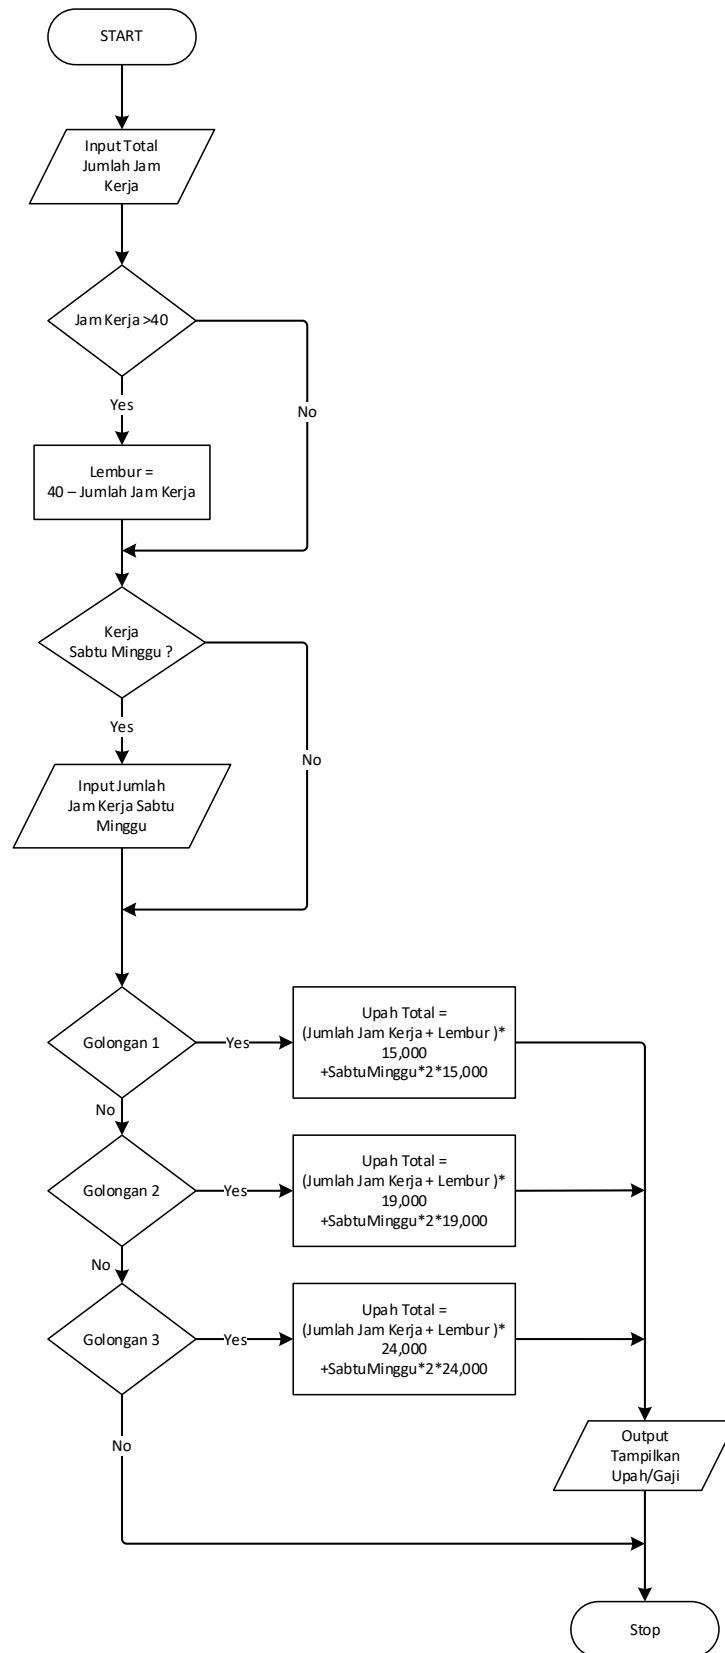 START
Input Total
Jumlah Jam
Kerja
Jam Kerja >40
Yes
No
Lembur =
40 – Jumlah Jam Kerja
Kerja
Sabtu Minggu ?
Yes
No
Input Jumlah
Jam Kerja Sabtu
Minggu
Golongan 1
Yes
Upah Total =
(Jumlah Jam Kerja + Lembur )*
15,000
+SabtuMinggu*2*15,000
No
Golongan 2
Yes
Upah Total =
(Jumlah Jam Kerja + Lembur )*
19,000
+SabtuMinggu*2*19,000
No
Golongan 3
Yes
Upah Total =
(Jumlah Jam Kerja + Lembur )*
24,000
+SabtuMinggu*2*24,000
No
Output
Tampilkan
Upah/Gaji
Stop